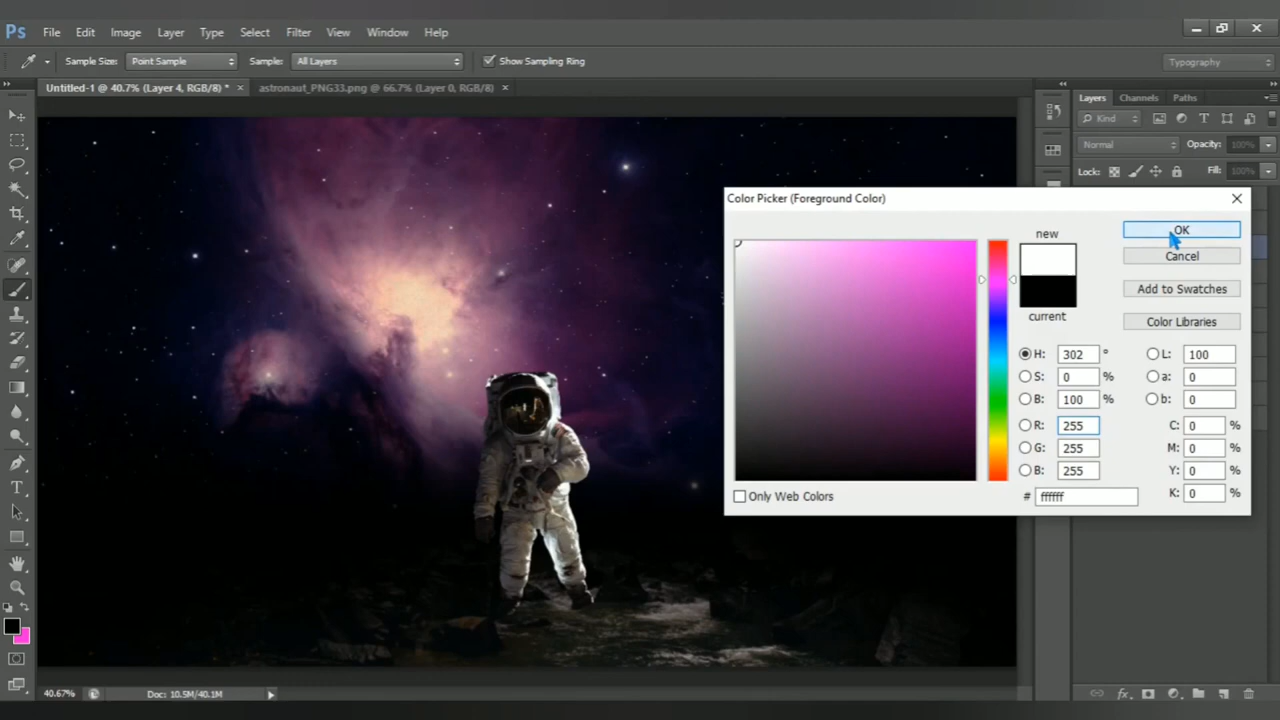 Ps File Edit Image Layer Type Select Filter View Window Help
Sample Size: Point Sample Sample: All Layers Show Sampling Ring Typography
Untitled-1 @ 40.7% (Layer 4, RGB/8) * × astronaut_PNG33.png @ 66.7% (Layer 0, RGB/8) ×
Layers Channels Paths
Kind
Normal Opacity: 100%
Lock: Fill: 100%
Color Picker (Foreground Color)
new
current
OK
Cancel
Add to Swatches
Color Libraries
H: 302 °
S: 0 %
B: 100 %
R: 255
G: 255
B: 255
# ffffff
L: 100
a: 0
b: 0
C: 0 %
M: 0 %
Y: 0 %
K: 0 %
Only Web Colors
40.67% Doc: 10.5M/40.1M
fx